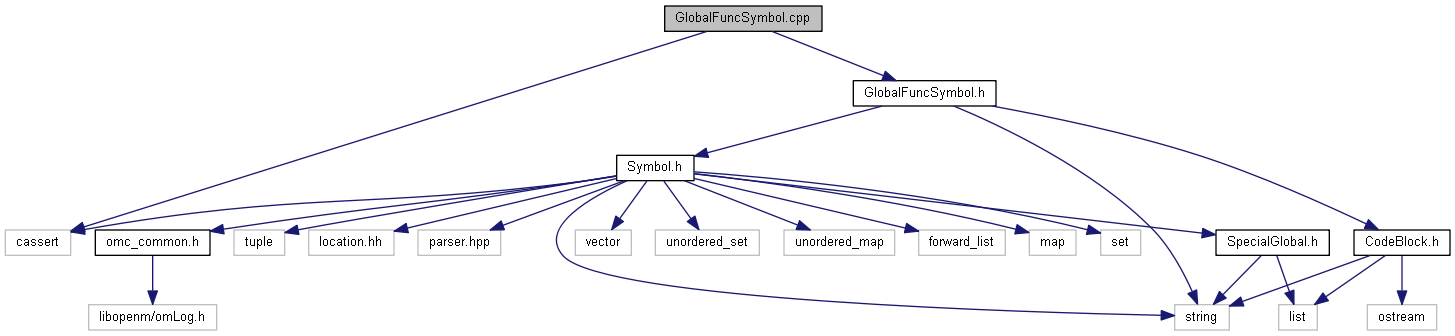 GlobalFuncSymbol.cpp
GlobalFuncSymbol.h
Symbol.h
cassert
omc_common.h
tuple
location.hh
parser.hpp
vector
unordered_set
unordered_map
forward_list
map
set
SpecialGlobal.h
CodeBlock.h
libopenm/omLog.h
string
list
ostream